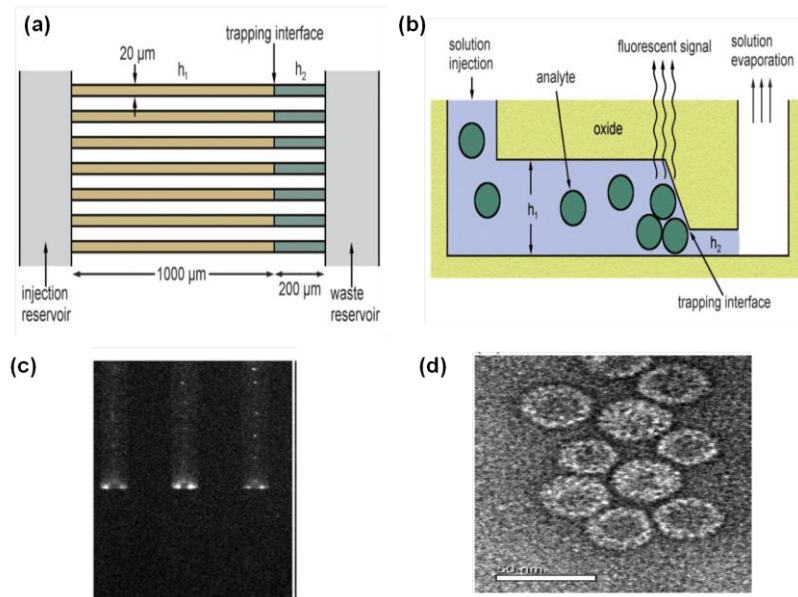 (a)
trapping interface
20 μm
h1
h2
1000 μm
200 μm
injection
reservoir
waste
reservoir
(b)
solution
injection
fluorescent signal
solution
evaporation
analyte
oxide
h1
h2
trapping interface
(c)
(d)